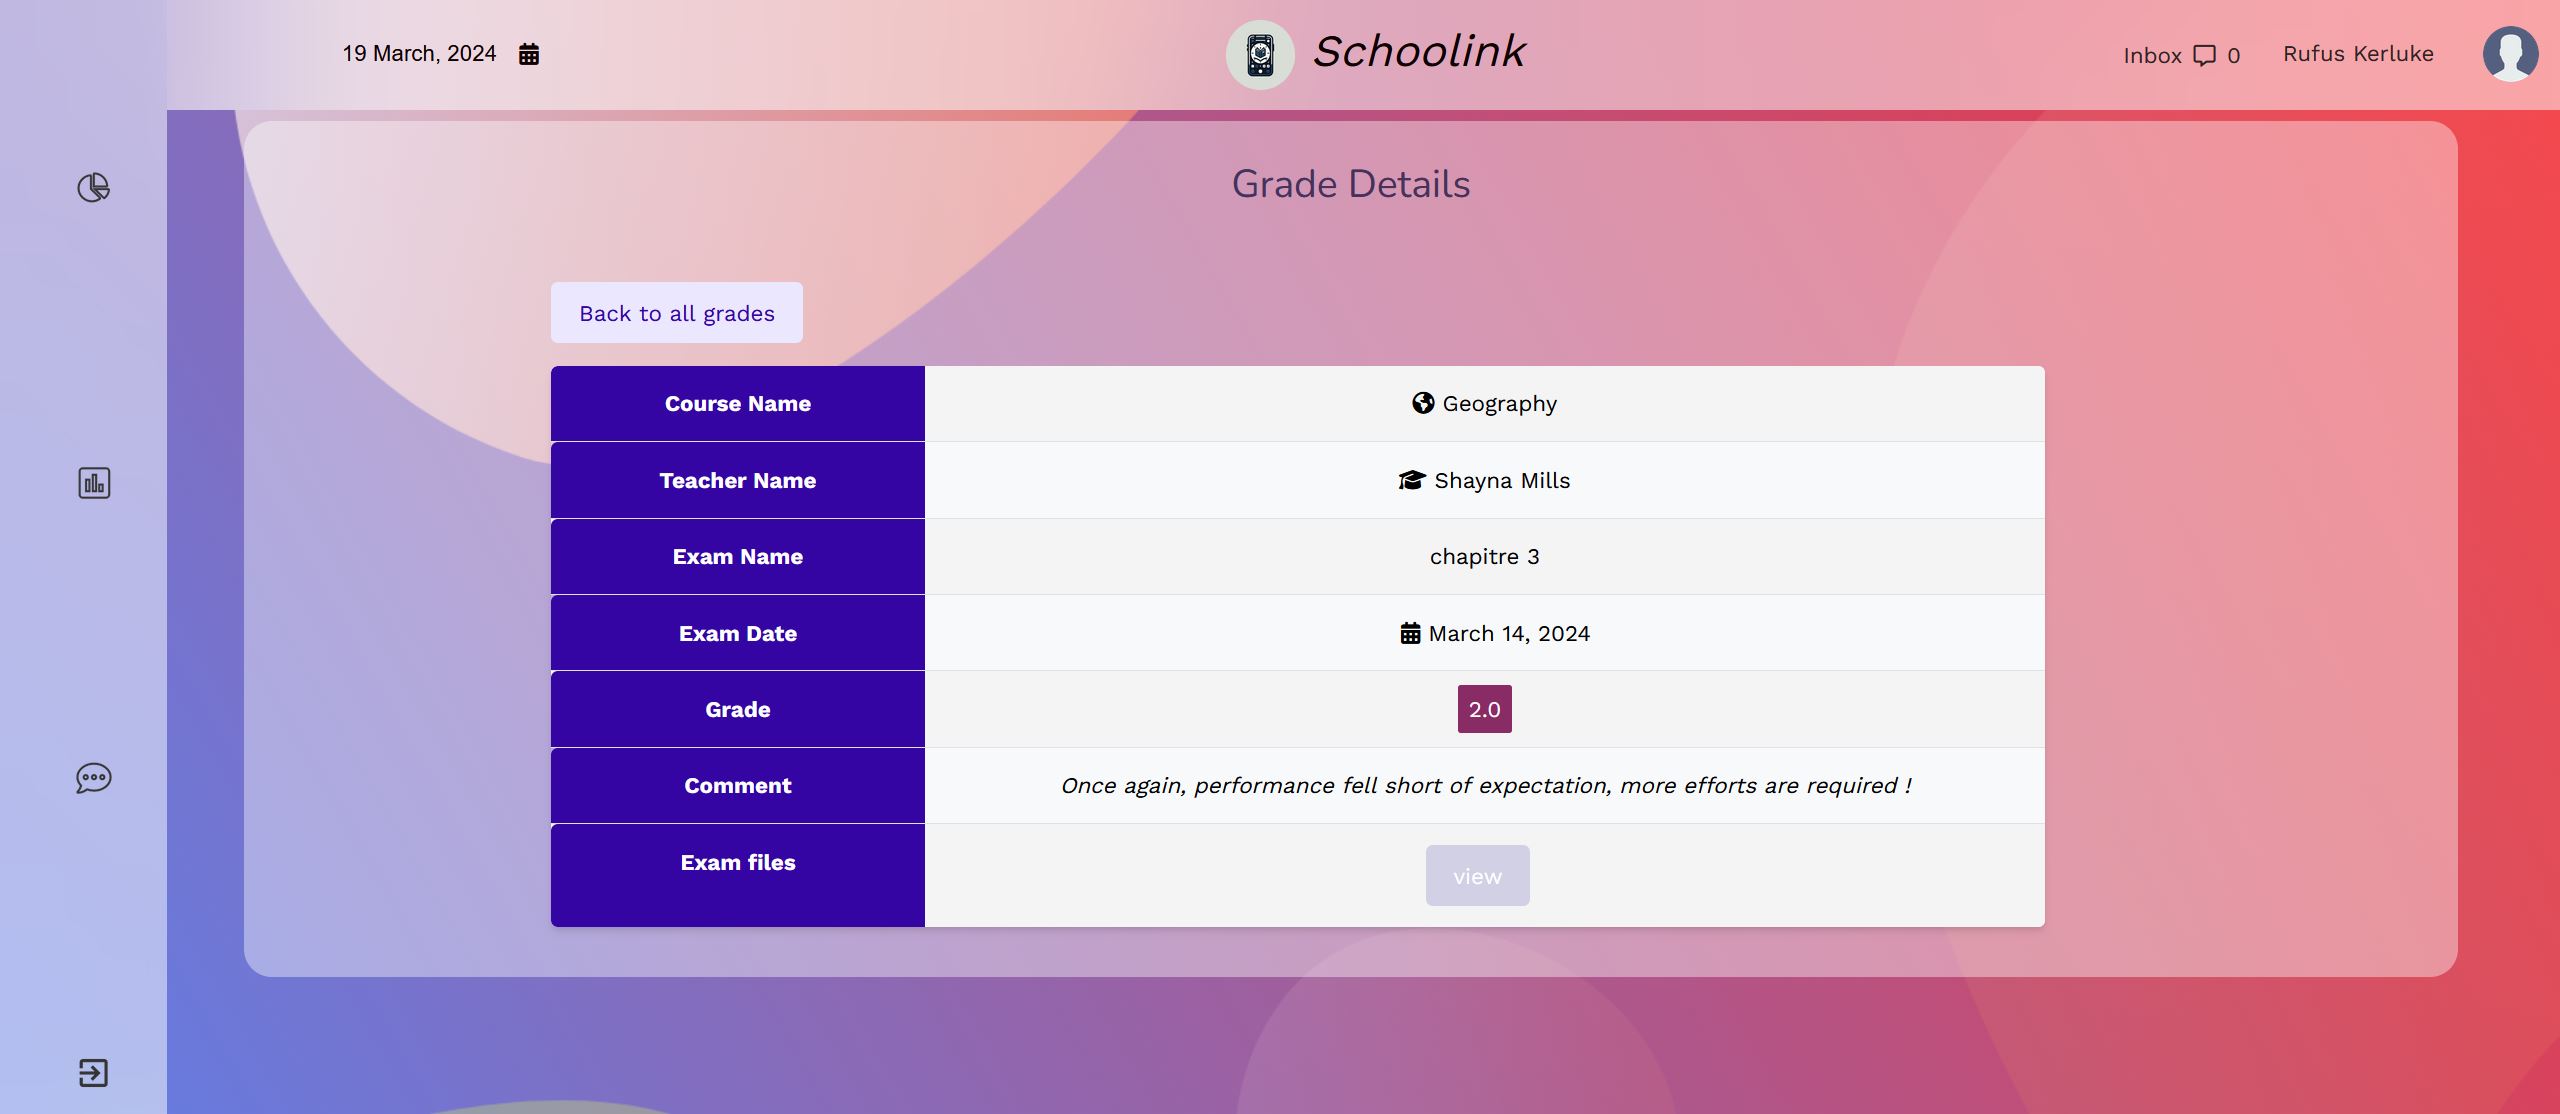 19 March, 2024
Schoolink
Inbox 0
Rufus Kerluke
Grade Details
Back to all grades
Course Name Geography
Teacher Name Shayna Mills
Exam Name chapitre 3
Exam Date March 14, 2024
Grade 2.0
Comment Once again, performance fell short of expectation, more efforts are required !
Exam files view